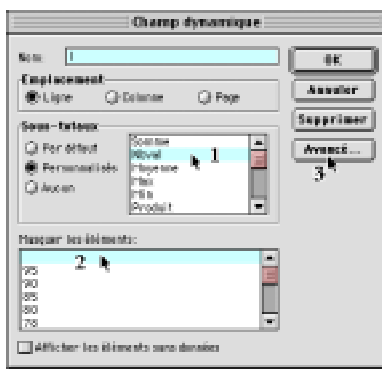 Champ dynamique
Nom:
OK
Emplacement
Ligne
Colonne
Page
Annuler
Supprimer
Sous-totaux
Par défaut
Personnalisés
Aucun
Somme
Nbval 1
Moyenne
Max
Min
Produit
Avancé...
3
Masquer les éléments:
2
95
90
85
80
78
Afficher les éléments sans données